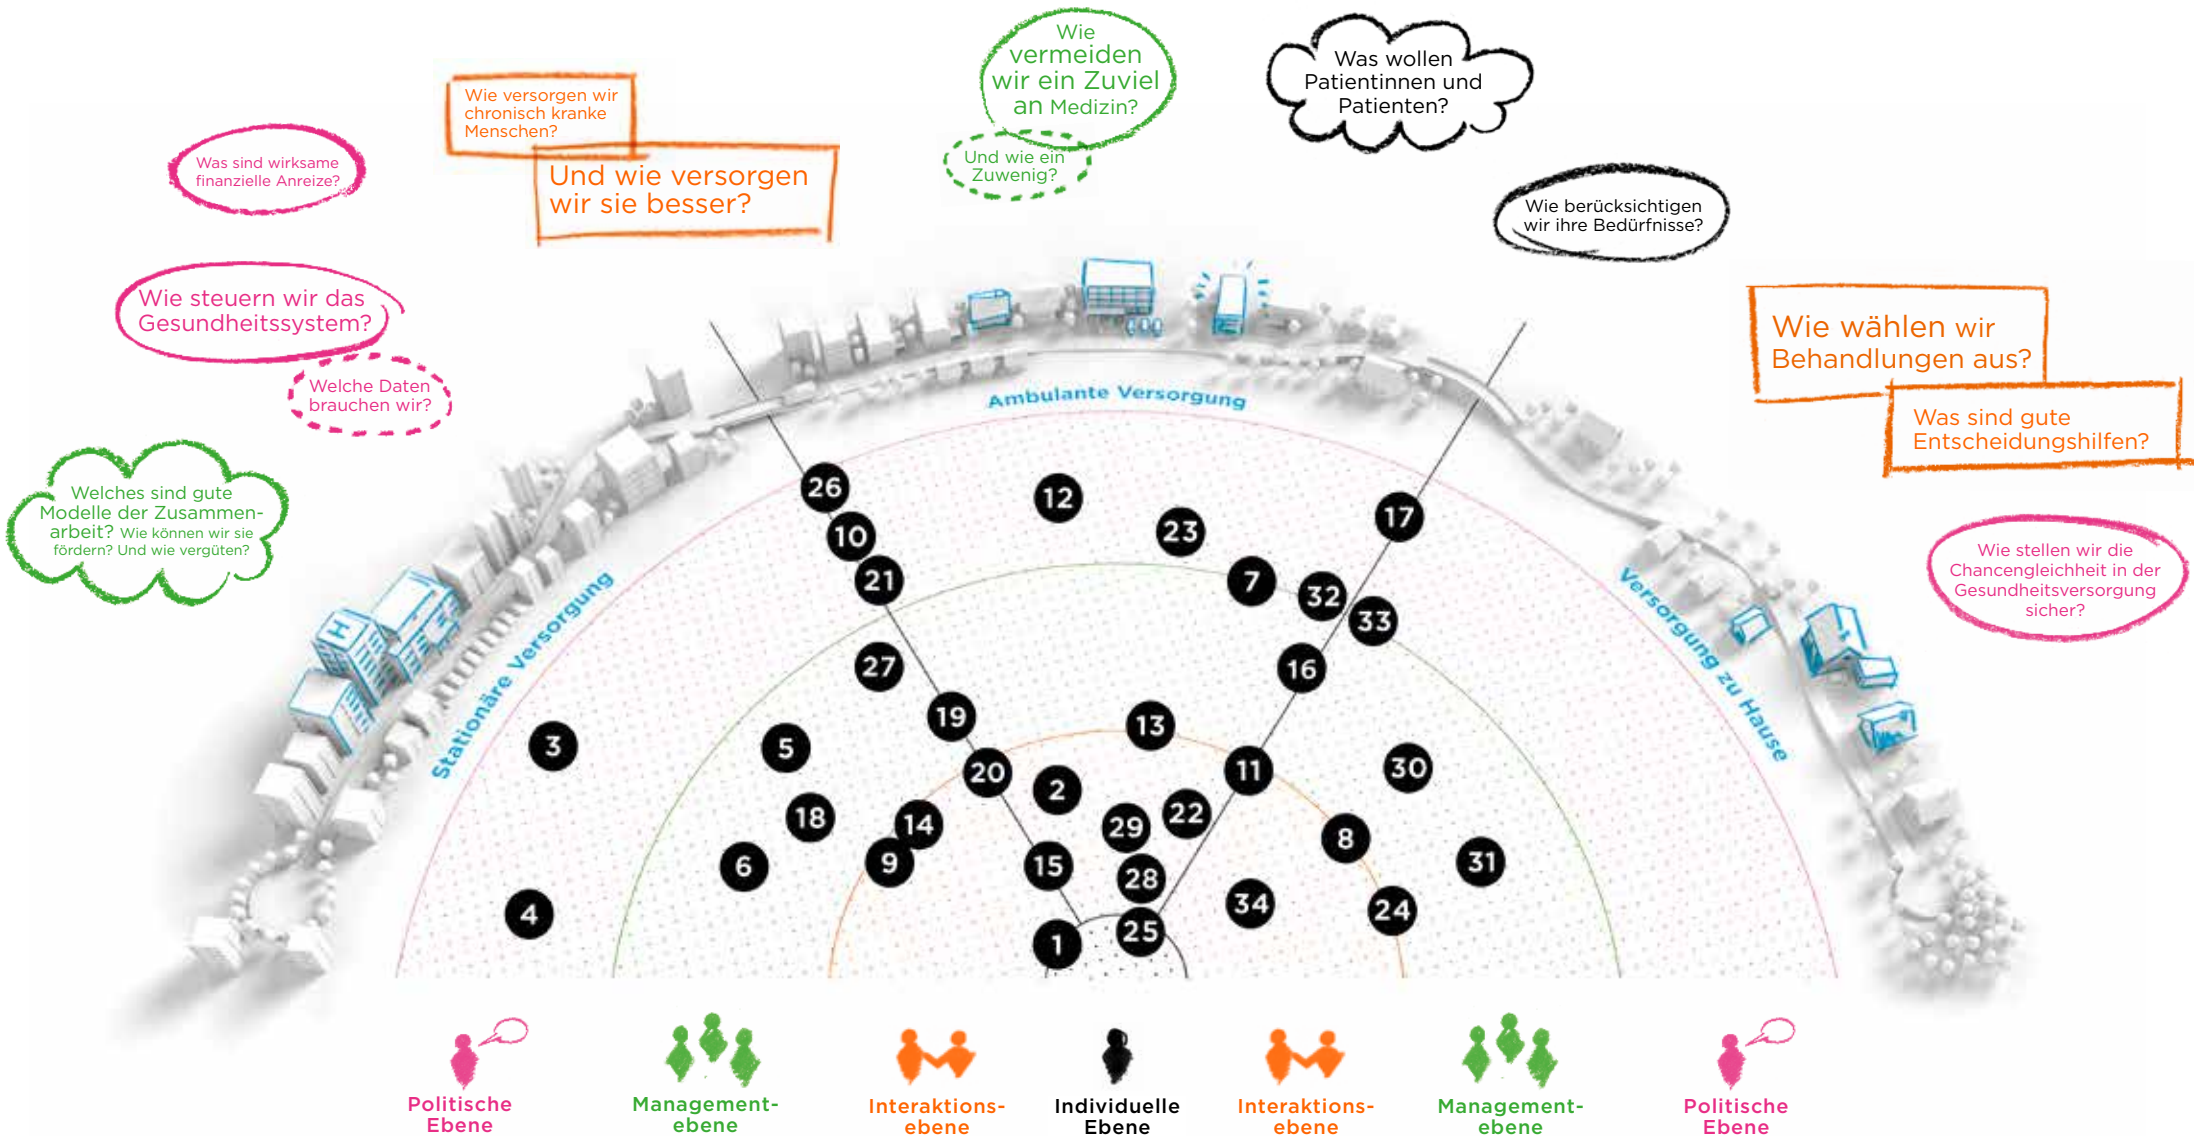 Wie
vermeiden
wir ein Zuviel
an Medizin?
Und wie ein
Zuwenig?
Was wollen
Patientinnen und
Patienten?
Wie versorgen wir
chronisch kranke
Menschen?
Und wie versorgen
wir sie besser?
Was sind wirksame
finanzielle Anreize?
Wie berücksichtigen
wir ihre Bedürfnisse?
Wie steuern wir das
Gesundheitssystem?
Welche Daten
brauchen wir?
Wie wählen wir
Behandlungen aus?
Was sind gute
Entscheidungshilfen?
Welches sind gute
Modelle der Zusammen-
arbeit? Wie können wir sie
fördern? Und wie vergüten?
Wie stellen wir die
Chancengleichheit in der
Gesundheitsversorgung
sicher?
Stationäre Versorgung
Ambulante Versorgung
Versorgung zu Hause
H
26
12
17
10
23
21
7
32
33
27
16
19
13
3
5
20
11
30
2
18
14
29
22
8
6
9
15
28
31
4
34
24
1
25
Politische
Ebene
Management-
ebene
Interaktions-
ebene
Individuelle
Ebene
Interaktions-
ebene
Management-
ebene
Politische
Ebene